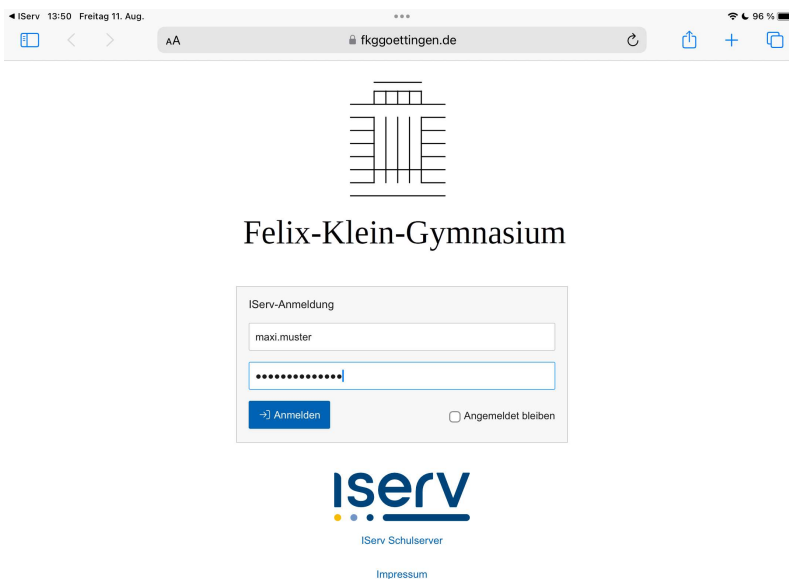 ◀ IServ 13:50 Freitag 11. Aug. 96 %
AA fkggoettingen.de
Felix-Klein-Gymnasium
IServ-Anmeldung
maxi.muster
••••••••••••••
Anmelden Angemeldet bleiben
ISERV
IServ Schulserver
Impressum